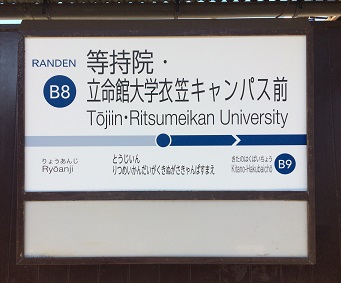 RANDEN
B8
等持院・
立命館大学衣笠キャンパス前
Tōjiin·Ritsumeikan University
りょうあんじ
Ryōanji
とうじいん
りつめいかんだいがくきぬがさきゃんぱすまえ
きたのはくばいちょう
Kitano-Hakubaichō
B9